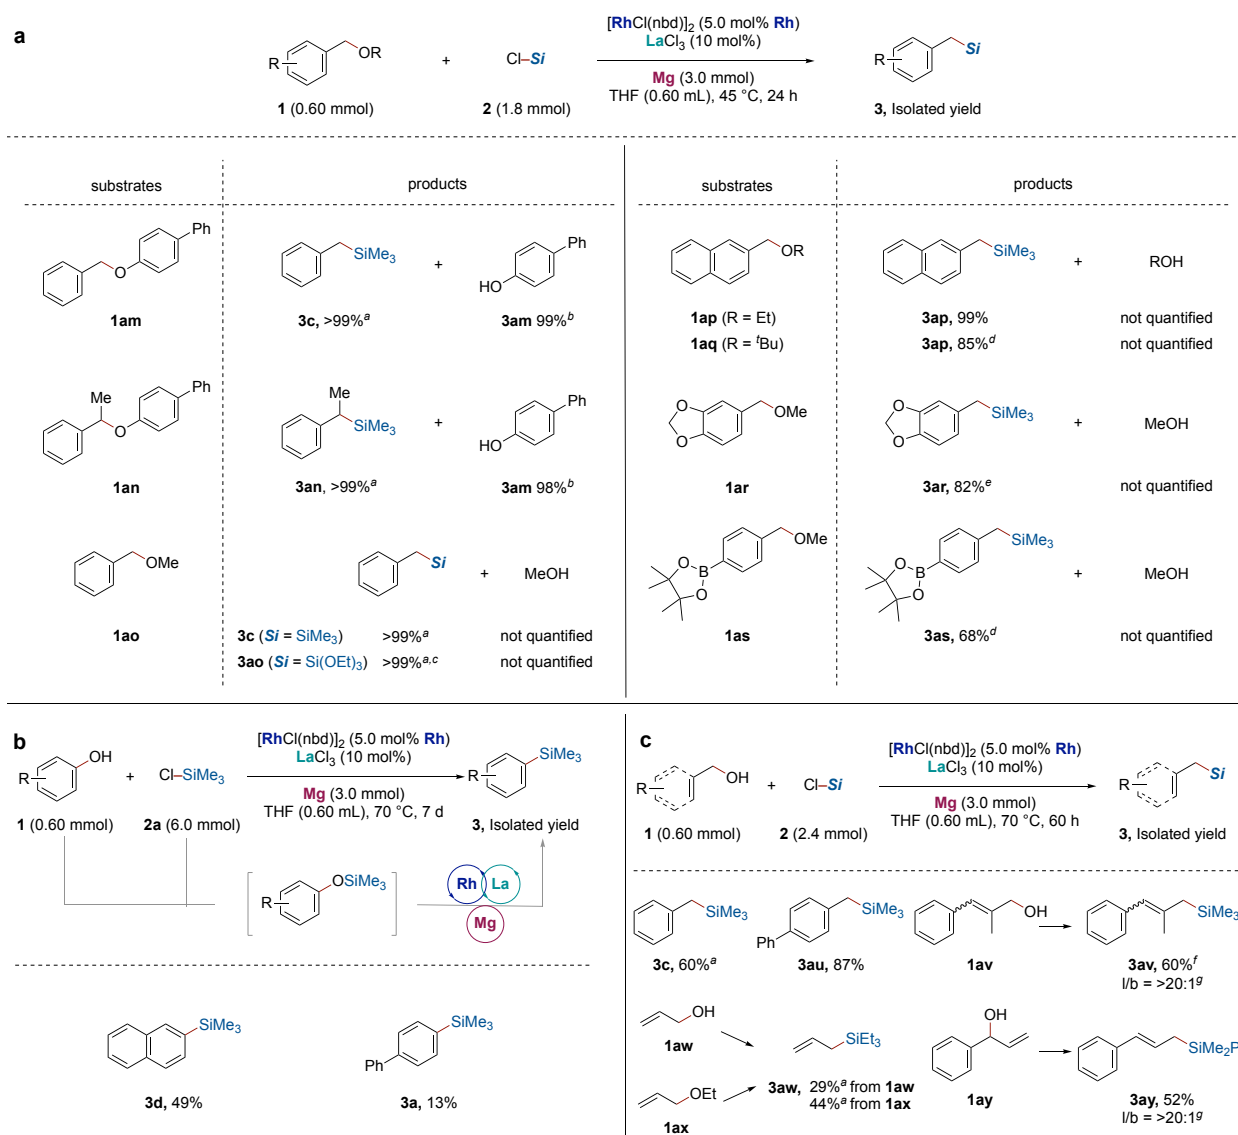 a
[RhCl(nbd)]2 (5.0 mol% Rh)
LaCl3 (10 mol%)
R
OR
+
Cl–Si
Mg (3.0 mmol)
THF (0.60 mL), 45 °C, 24 h
R
Si
1 (0.60 mmol)
2 (1.8 mmol)
3, Isolated yield
substrates
products
Ph
O
SiMe3
+
Ph
HO
1am
3c, >99%a
3am 99%b
Me
Ph
O
Me
SiMe3
+
Ph
HO
1an
3an, >99%a
3am 98%b
OMe
Si
+
MeOH
1ao
3c (Si = SiMe3) >99%a not quantified
3ao (Si = Si(OEt)3) >99%a,c not quantified
substrates
products
OR
SiMe3
+
ROH
1ap (R = Et)
3ap, 99%
not quantified
1aq (R = tBu)
3ap, 85%d
not quantified
O
O
OMe
O
O
SiMe3
+
MeOH
1ar
3ar, 82%e
not quantified
OMe
O
B
O
SiMe3
O
B
O
+
MeOH
1as
3as, 68%d
not quantified
b
[RhCl(nbd)]2 (5.0 mol% Rh)
LaCl3 (10 mol%)
R
OH
+
Cl–SiMe3
Mg (3.0 mmol)
THF (0.60 mL), 70 °C, 7 d
R
SiMe3
1 (0.60 mmol)
2a (6.0 mmol)
3, Isolated yield
R
OSiMe3
Rh
La
Mg
SiMe3
SiMe3
Ph
3d, 49%
3a, 13%
c
[RhCl(nbd)]2 (5.0 mol% Rh)
LaCl3 (10 mol%)
R
OH
+
Cl–Si
Mg (3.0 mmol)
THF (0.60 mL), 70 °C, 60 h
R
Si
1 (0.60 mmol)
2 (2.4 mmol)
3, Isolated yield
SiMe3
SiMe3
Ph
OH
SiMe3
3c, 60%a
3au, 87%
1av
3av, 60%f
l/b = >20:1g
OH
1aw
SiEt3
OH
SiMe2P
OEt
1ax
3aw, 29%a from 1aw
44%a from 1ax
1ay
3ay, 52%
l/b = >20:1g